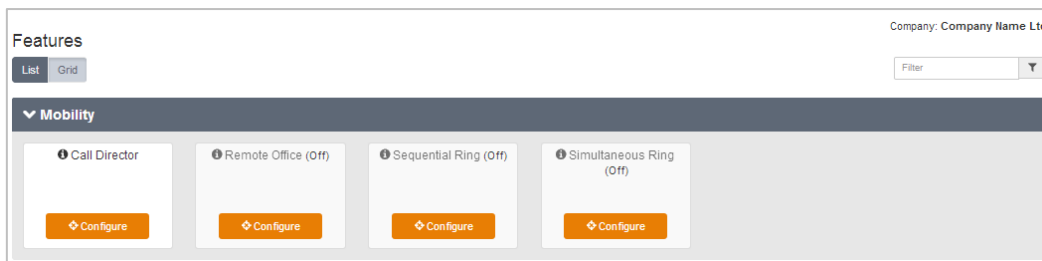 Company: Company Name Ltd
Features
List Grid
Filter
Mobility
Call Director
Remote Office (Off)
Sequential Ring (Off)
Simultaneous Ring
(Off)
Configure
Configure
Configure
Configure